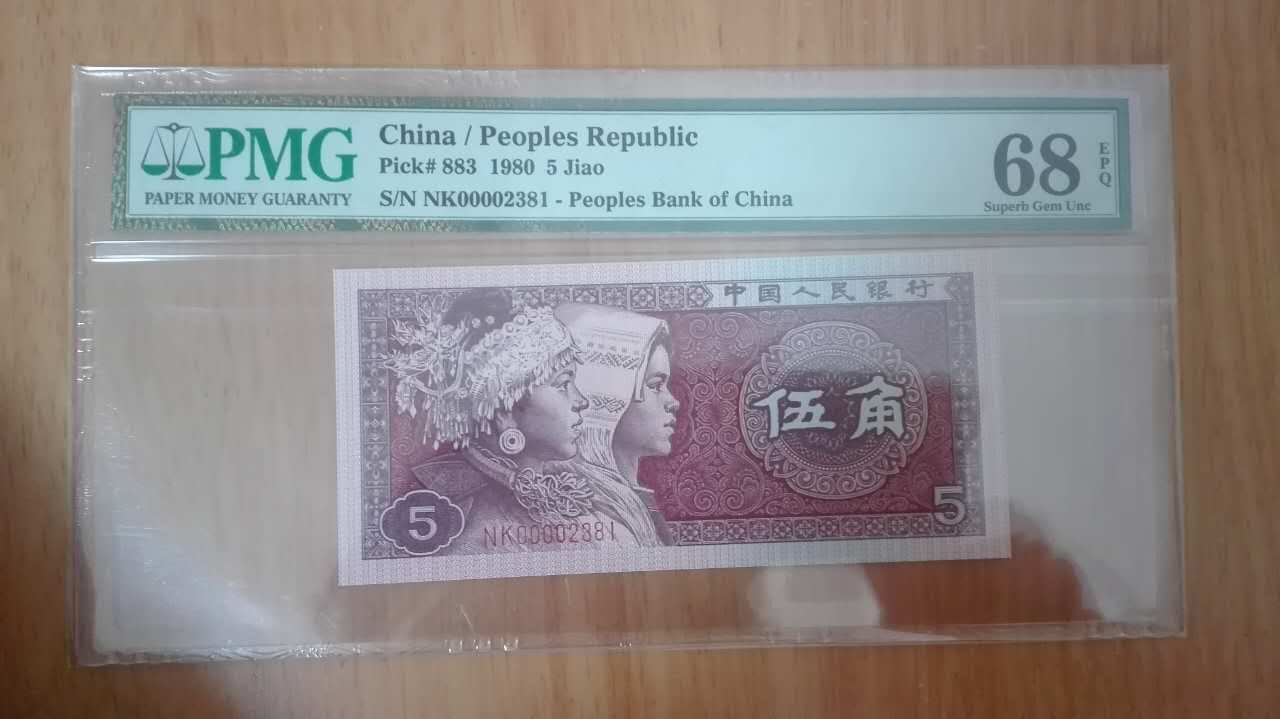 PMG
PAPER MONEY GUARANTY
China / Peoples Republic
Pick# 883 1980 5 Jiao
S/N NK00002381 - Peoples Bank of China
68
EPQ
Superb Gem Unc
中国人民银行
伍角
5
NK00002381
5